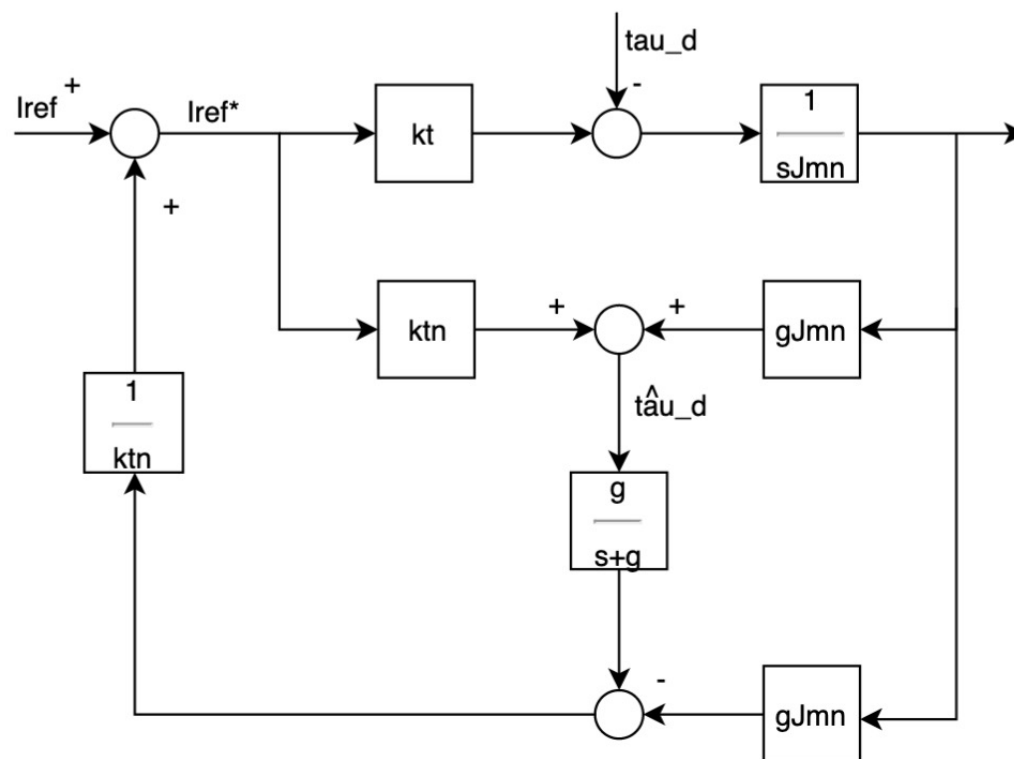 tau_d
+
Iref
Iref*
-
kt
1
sJmn
+
ktn
+
+
gJmn
1
ktn
tâu_d
g
s+g
-
gJmn